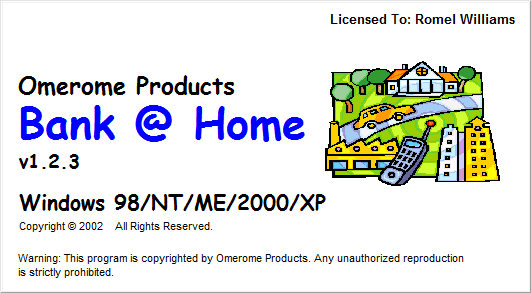 Licensed To: Romel Williams
Omerome Products
Bank @ Home
v1.2.3
Windows 98/NT/ME/2000/XP
Copyright © 2002 All Rights Reserved.
Warning: This program is copyrighted by Omerome Products. Any unauthorized reproduction
is strictly prohibited.